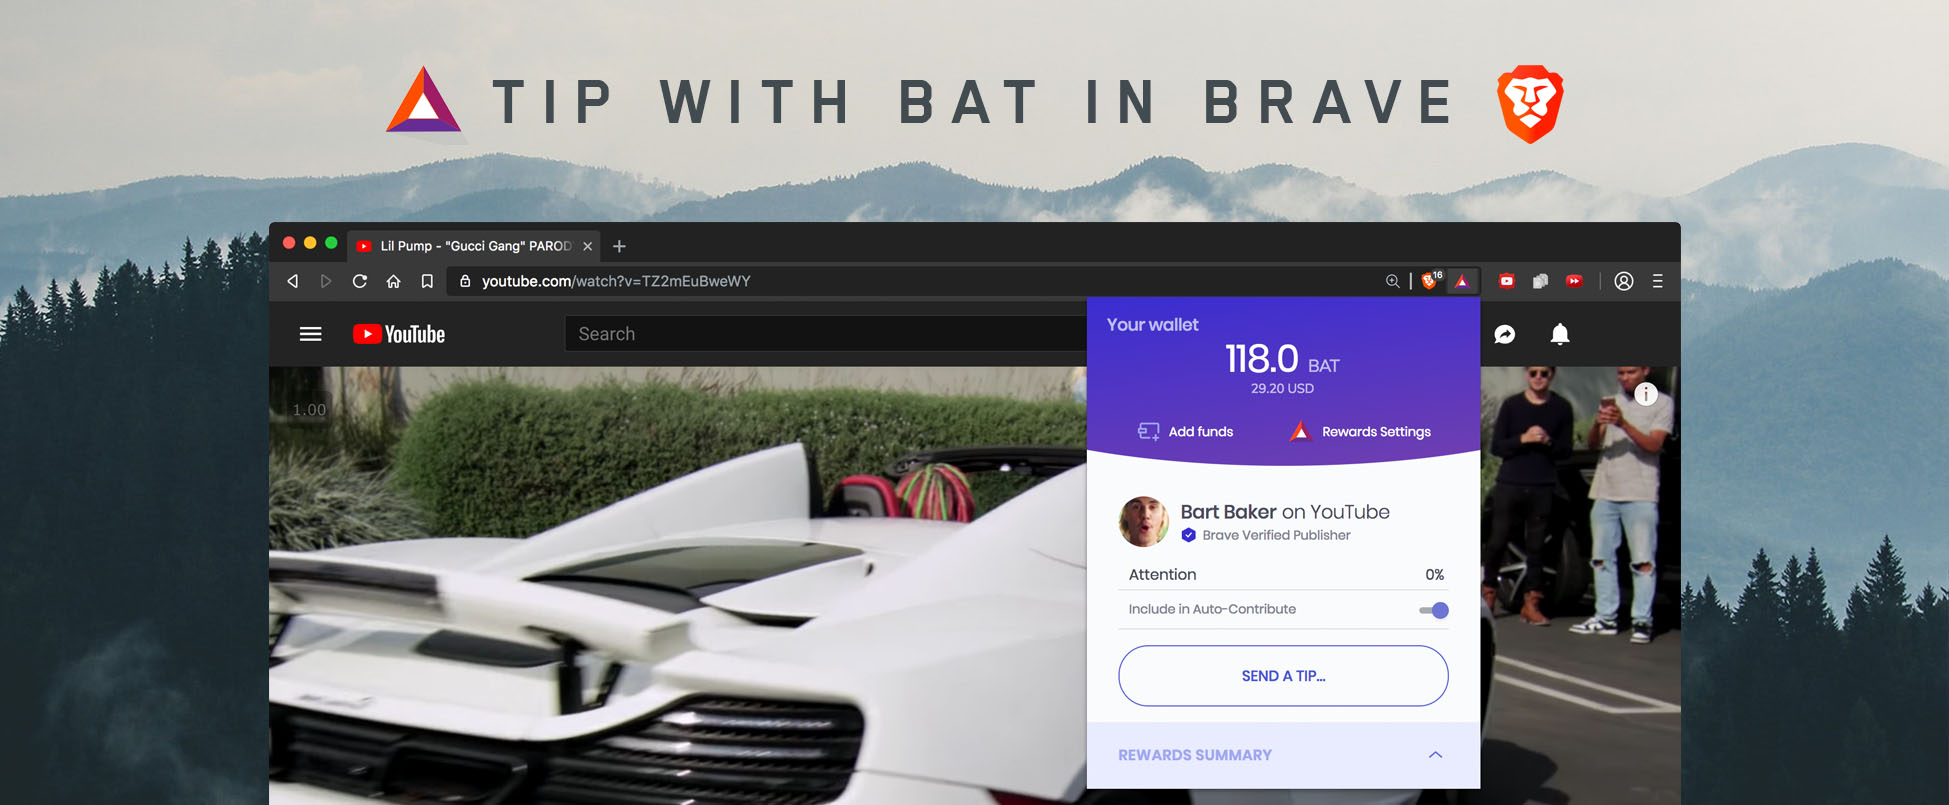 TIP WITH BAT IN BRAVE
Lil Pump - "Gucci Gang" PAROD
youtube.com/watch?v=TZ2mEuBweWY
16
YouTube
Search
1.00
Your wallet
118.0 BAT
29.20 USD
Add funds
Rewards Settings
Bart Baker on YouTube
Brave Verified Publisher
Attention 0%
Include in Auto-Contribute
SEND A TIP...
REWARDS SUMMARY